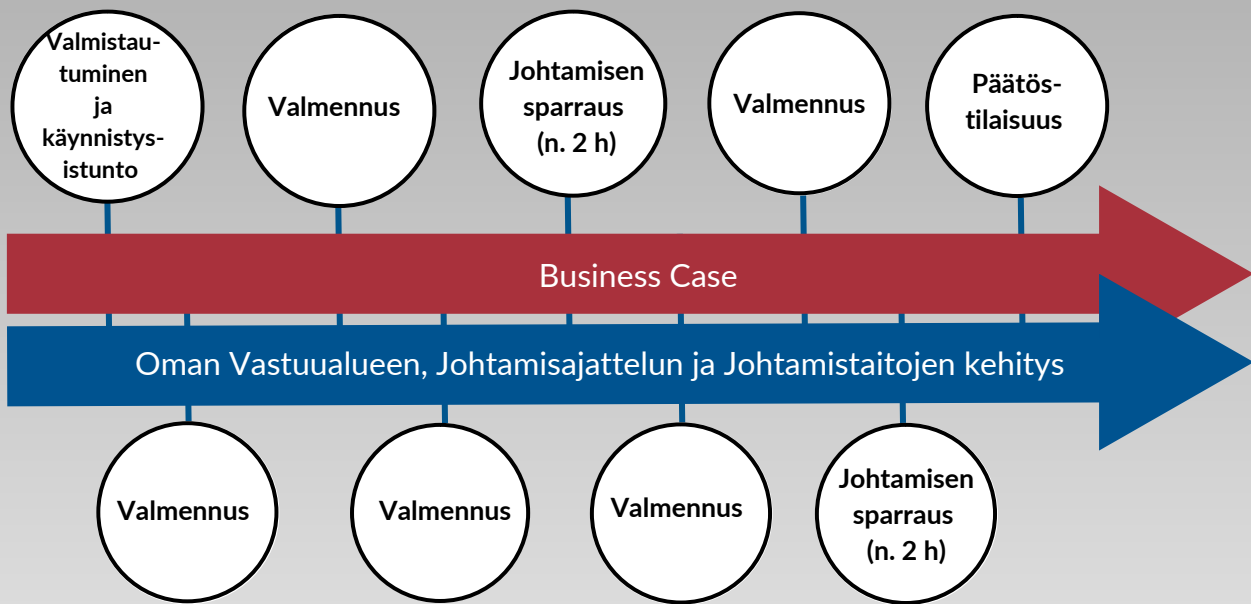 Valmistau-
tuminen
ja
käynnistys-
istunto
Valmennus
Johtamisen
sparraus
(n. 2 h)
Valmennus
Päätös-
tilaisuus
Business Case
Oman Vastuualueen, Johtamisajattelun ja Johtamistaitojen kehitys
Valmennus
Valmennus
Valmennus
Johtamisen
sparraus
(n. 2 h)